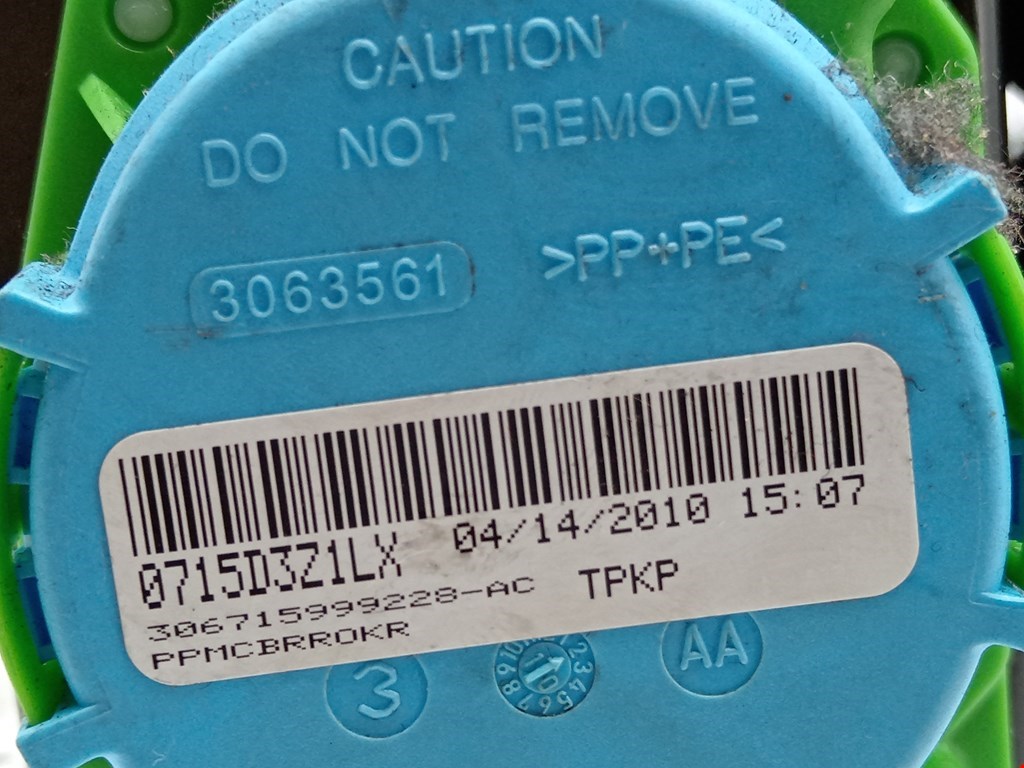 CAUTION
DO NOT REMOVE
3063561 >PP+PE<
0715D3Z1LX 04/14/2010 15:07
306715999228-AC TPKP
PPMCBRROKR
3 AA